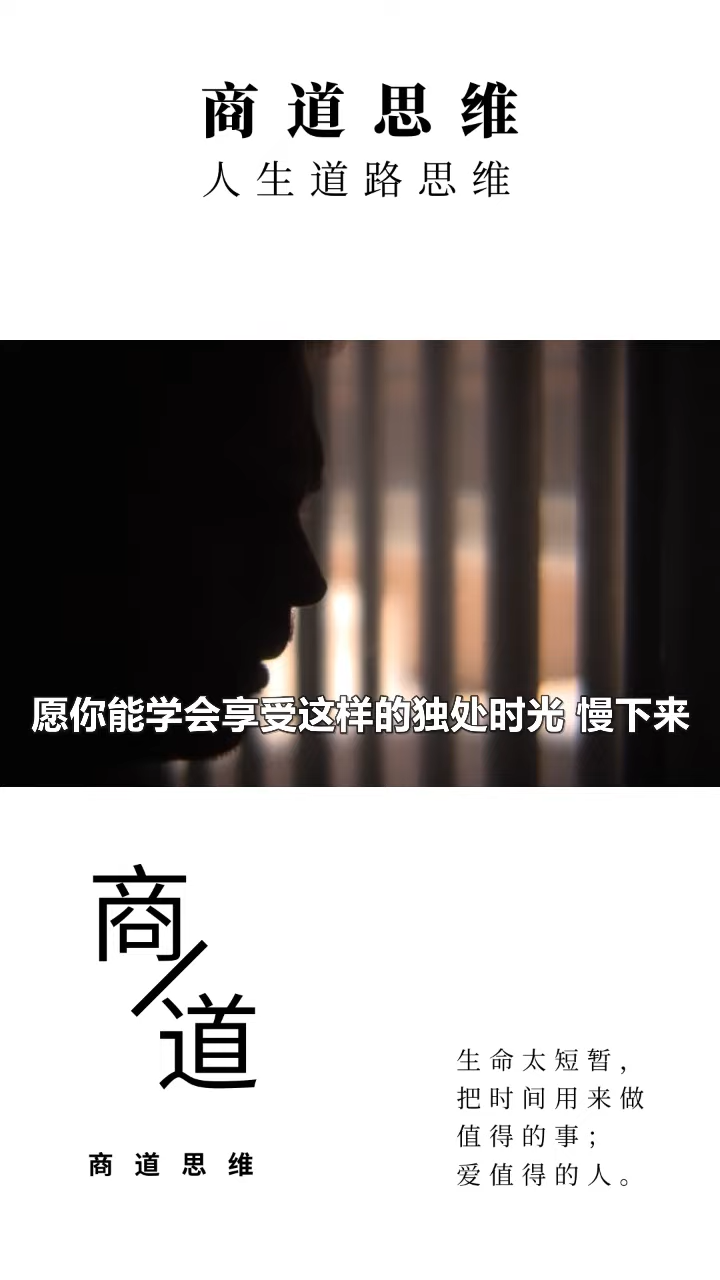 商道思维
人生道路思维
愿你能学会享受这样的独处时光 慢下来
商/道
商道思维
生命太短暂，
把时间用来做
值得的事；
爱值得的人。